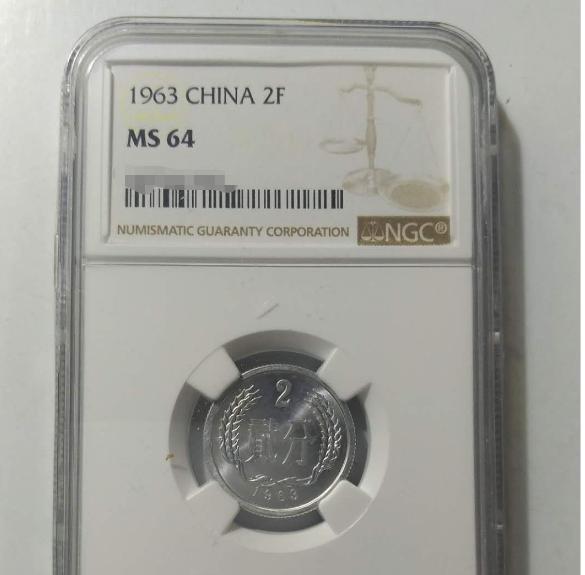 1963 CHINA 2F
MS 64
NUMISMATIC GUARANTY CORPORATION NGC®
2
贰分
1963